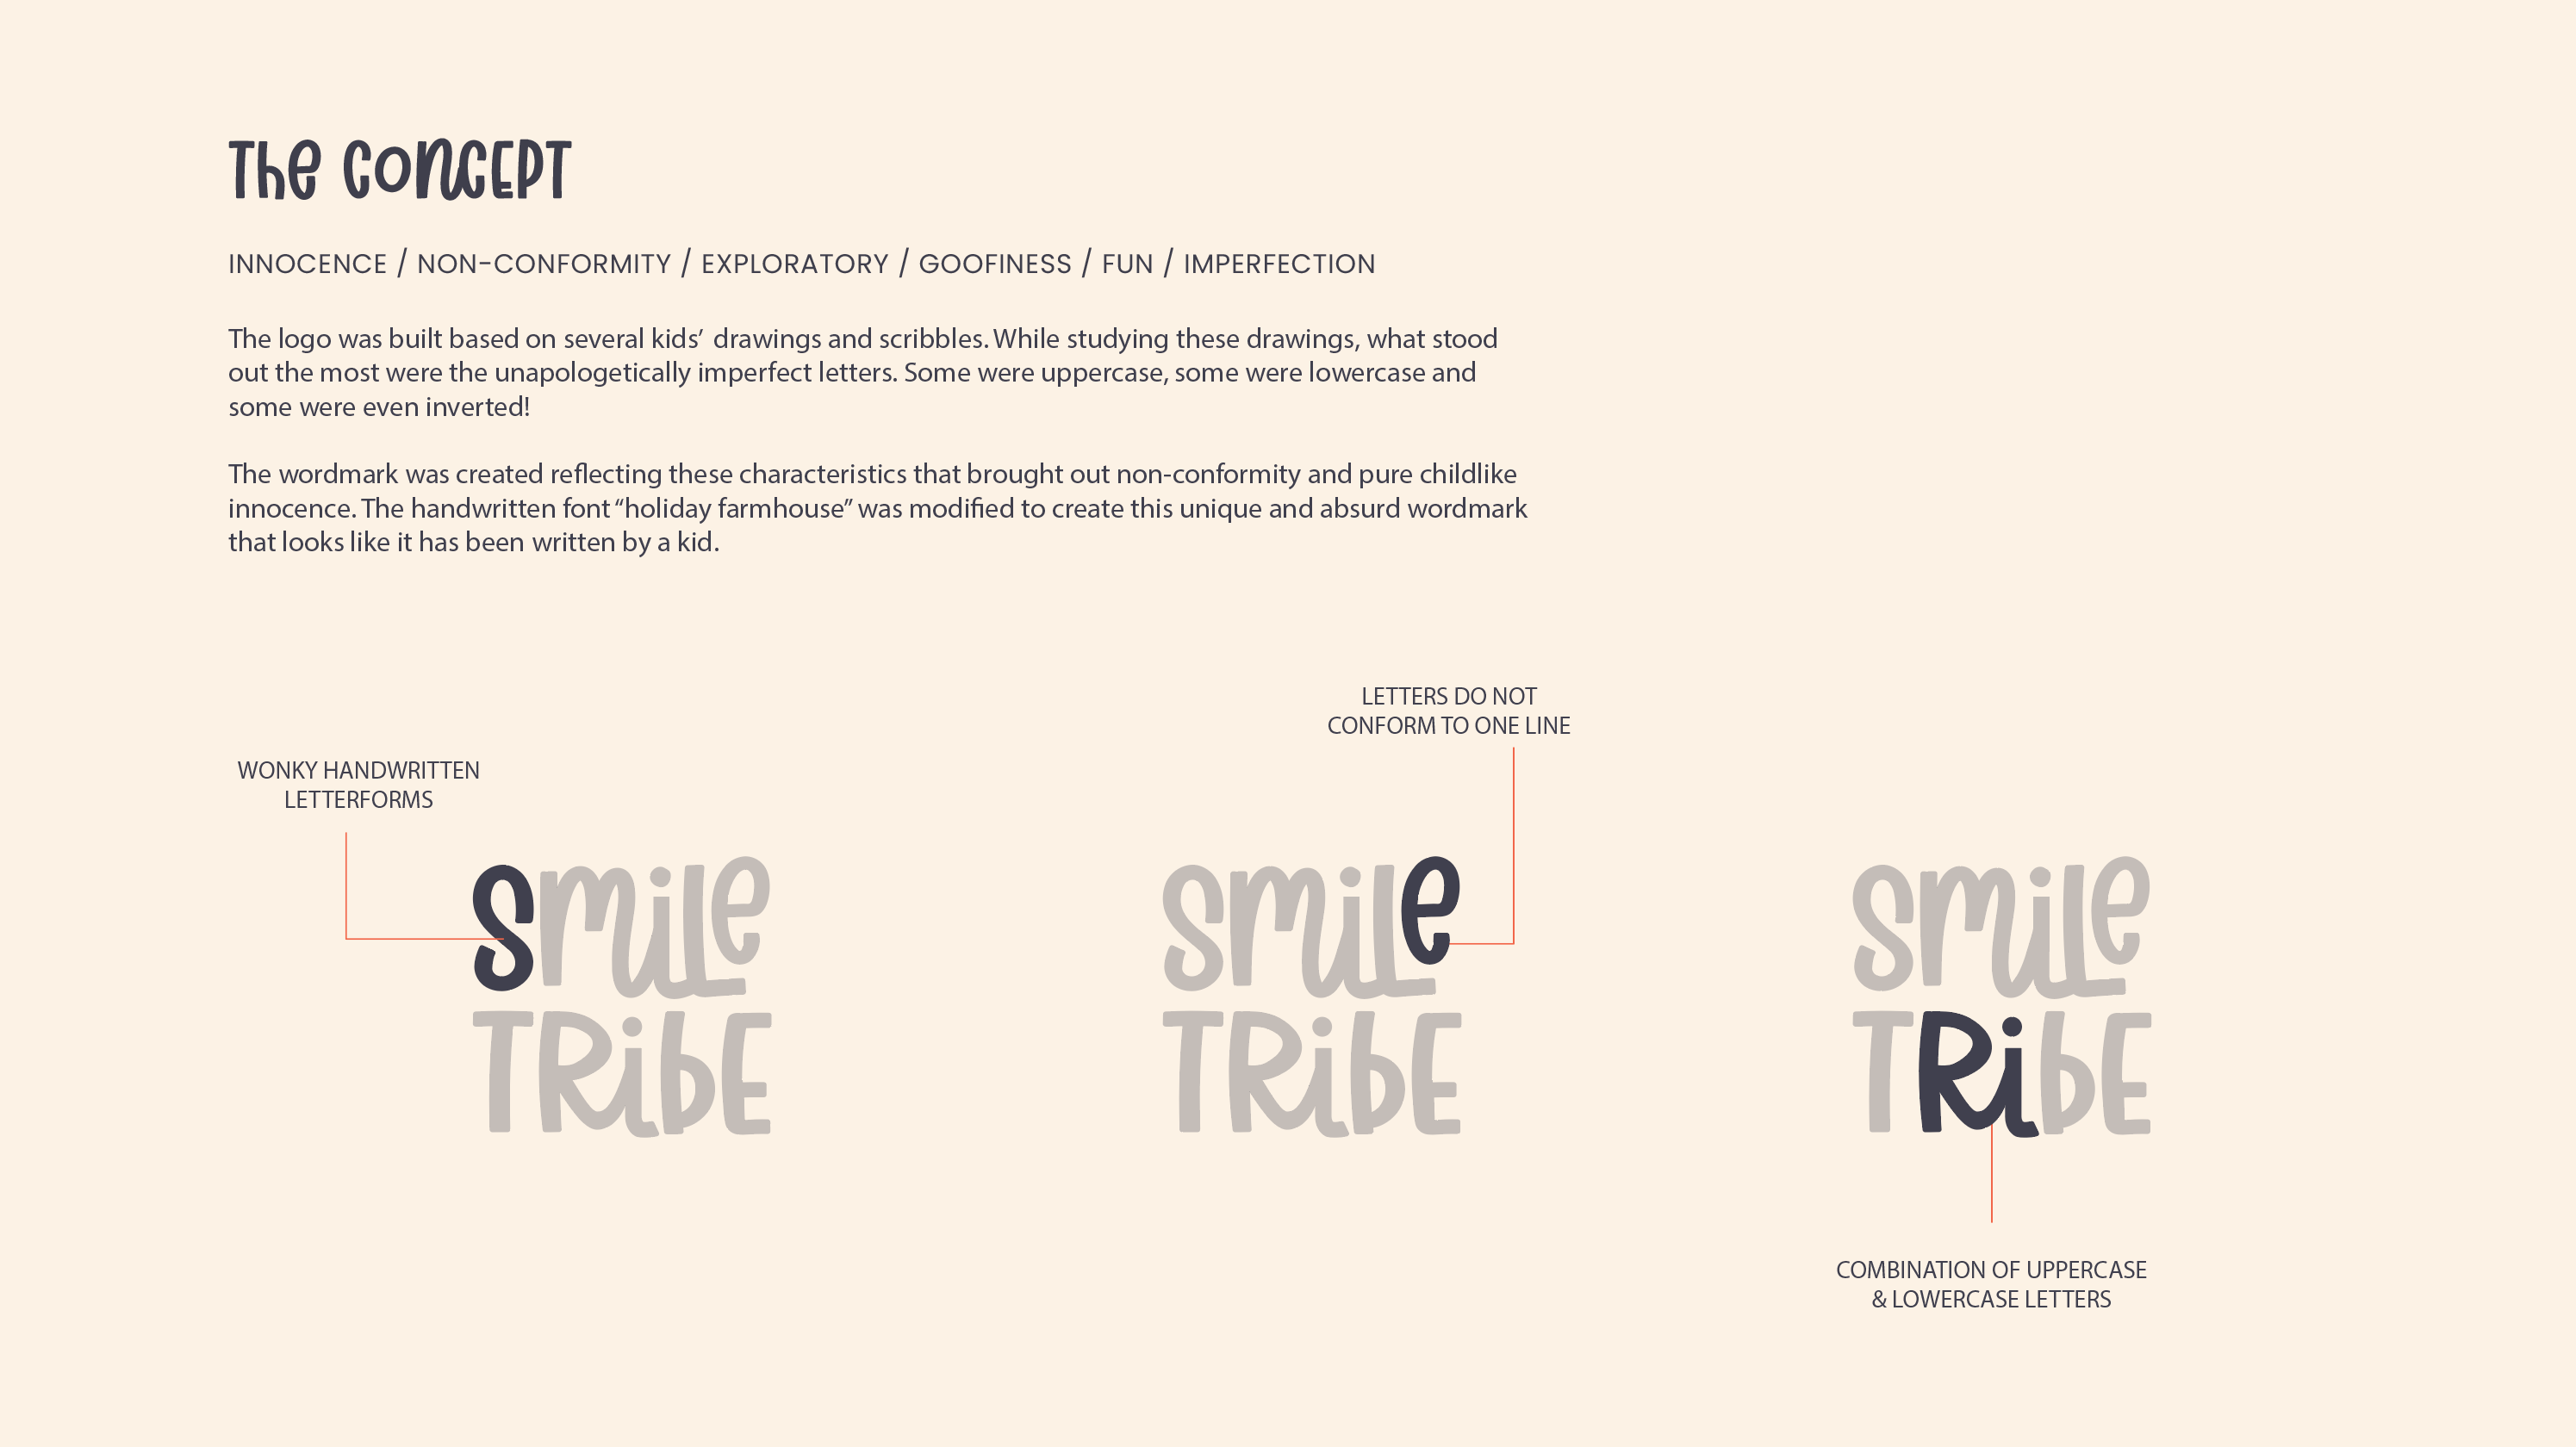 The CoNCEPT
INNOCENCE / NON-CONFORMITY / EXPLORATORY / GOOFINESS / FUN / IMPERFECTION
The logo was built based on several kids’ drawings and scribbles. While studying these drawings, what stood
out the most were the unapologetically imperfect letters. Some were uppercase, some were lowercase and
some were even inverted!
The wordmark was created reflecting these characteristics that brought out non-conformity and pure childlike
innocence. The handwritten font “holiday farmhouse” was modified to create this unique and absurd wordmark
that looks like it has been written by a kid.
WONKY HANDWRITTEN
LETTERFORMS
SmiLe
TRibE
LETTERS DO NOT
CONFORM TO ONE LINE
SmiLe
TRibE
SmiLe
TRibE
COMBINATION OF UPPERCASE
& LOWERCASE LETTERS